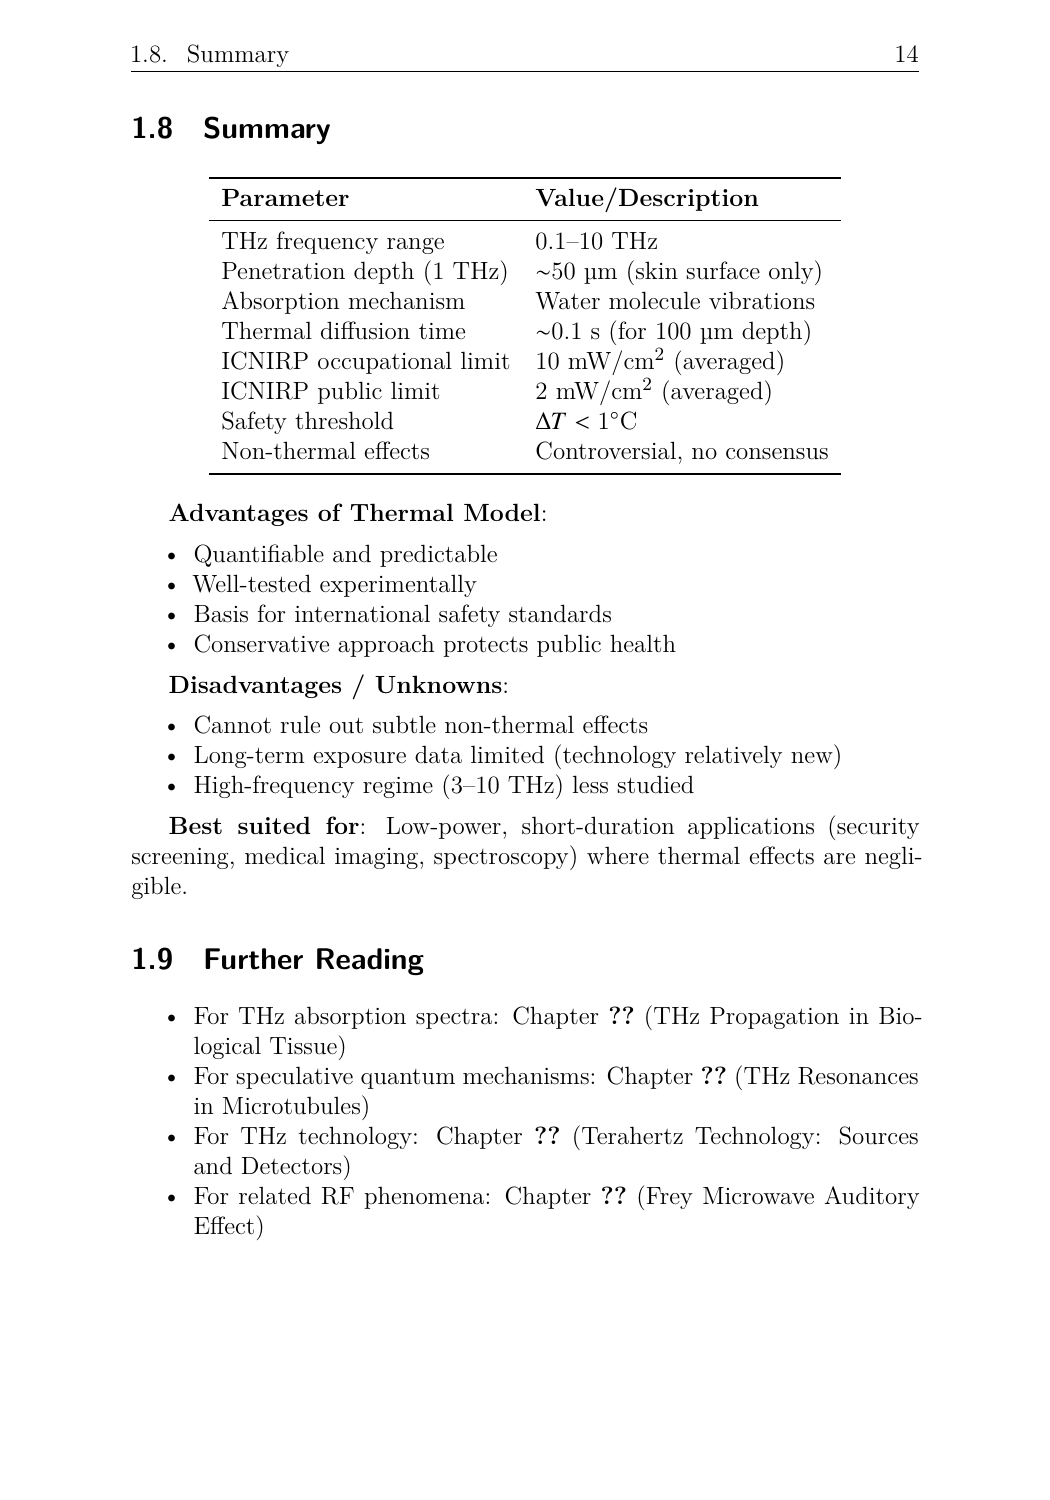 1.8. Summary 14
1.8 Summary
Parameter Value/Description
THz frequency range 0.1–10 THz
Penetration depth (1 THz) ~50 µm (skin surface only)
Absorption mechanism Water molecule vibrations
Thermal diffusion time ~0.1 s (for 100 µm depth)
ICNIRP occupational limit 10 mW/cm² (averaged)
ICNIRP public limit 2 mW/cm² (averaged)
Safety threshold ΔT < 1°C
Non-thermal effects Controversial, no consensus
Advantages of Thermal Model:
• Quantifiable and predictable
• Well-tested experimentally
• Basis for international safety standards
• Conservative approach protects public health
Disadvantages / Unknowns:
• Cannot rule out subtle non-thermal effects
• Long-term exposure data limited (technology relatively new)
• High-frequency regime (3–10 THz) less studied
Best suited for: Low-power, short-duration applications (security
screening, medical imaging, spectroscopy) where thermal effects are negli-
gible.
1.9 Further Reading
• For THz absorption spectra: Chapter ?? (THz Propagation in Bio-
logical Tissue)
• For speculative quantum mechanisms: Chapter ?? (THz Resonances
in Microtubules)
• For THz technology: Chapter ?? (Terahertz Technology: Sources
and Detectors)
• For related RF phenomena: Chapter ?? (Frey Microwave Auditory
Effect)